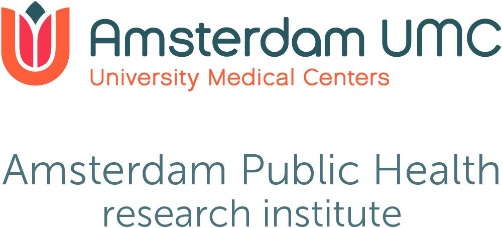 Amsterdam UMC
University Medical Centers
Amsterdam Public Health
research institute